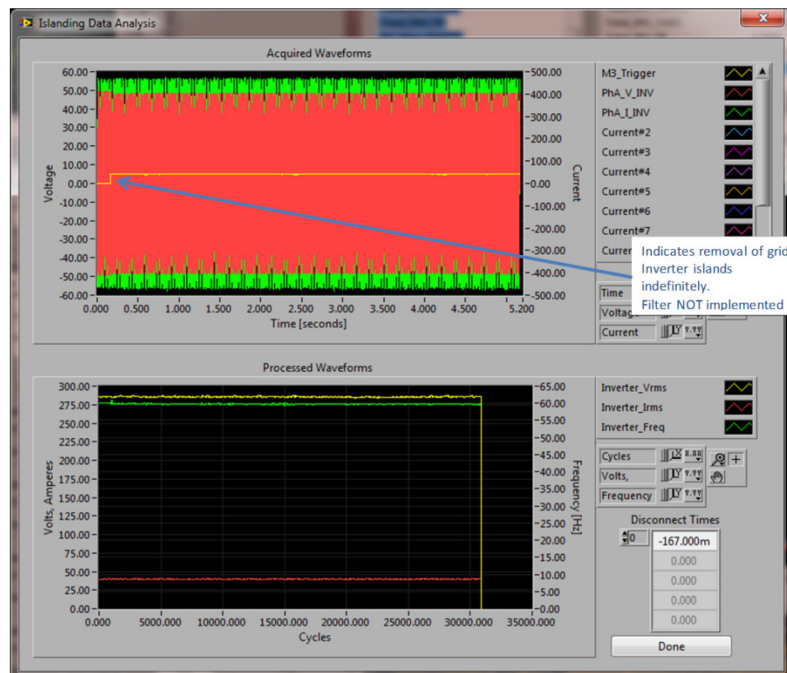 Islanding Data Analysis
Acquired Waveforms
60.00
50.00
40.00
30.00
20.00
10.00
0.00
-10.00
-20.00
-30.00
-40.00
-50.00
-60.00
Voltage
500.00
400.00
300.00
200.00
100.00
0.00
-100.00
-200.00
-300.00
-400.00
-500.00
Current
0.000 0.500 1.000 1.500 2.000 2.500 3.000 3.500 4.000 4.500 5.200
Time [seconds]
M3_Trigger
PhA_V_INV
PhA_I_INV
Current#2
Current#3
Current#4
Current#5
Current#6
Current#7
Curren
Indicates removal of grid
Inverter islands
indefinitely.
Filter NOT implemented
Time
Voltage
Current
Processed Waveforms
300.00
275.00
250.00
225.00
200.00
175.00
150.00
125.00
100.00
75.00
50.00
25.00
0.00
Volts, Amperes
65.00
60.00
55.00
50.00
45.00
40.00
35.00
30.00
25.00
20.00
15.00
10.00
5.00
0.00
Frequency [Hz]
0.000 5000.000 10000.000 15000.000 20000.000 25000.000 30000.000 35000.000
Cycles
Inverter_Vrms
Inverter_Irms
Inverter_Freq
Cycles
Volts,
Frequency
Disconnect Times
0
-167.000m
0.000
0.000
0.000
0.000
Done